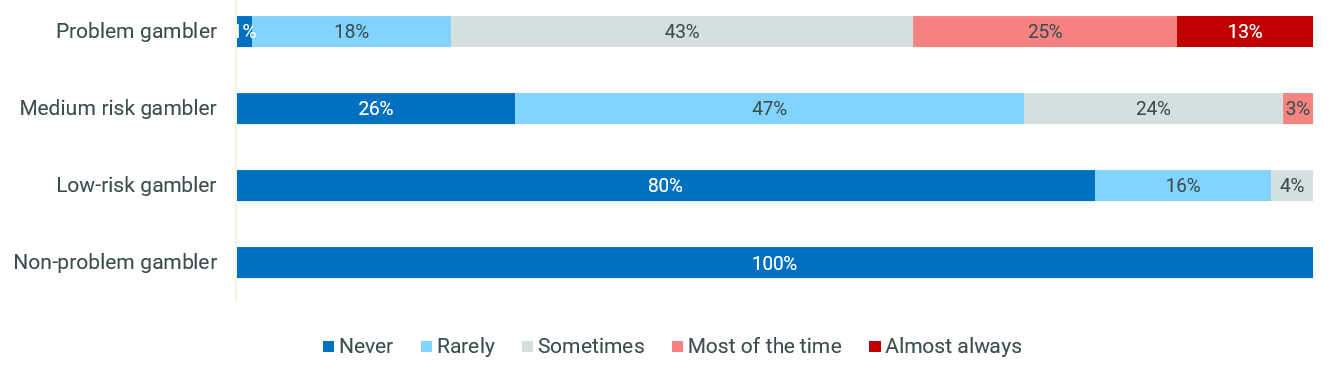 Problem gambler 1% 18% 43% 25% 13%
Medium risk gambler 26% 47% 24% 3%
Low-risk gambler 80% 16% 4%
Non-problem gambler 100%
Never Rarely Sometimes Most of the time Almost always